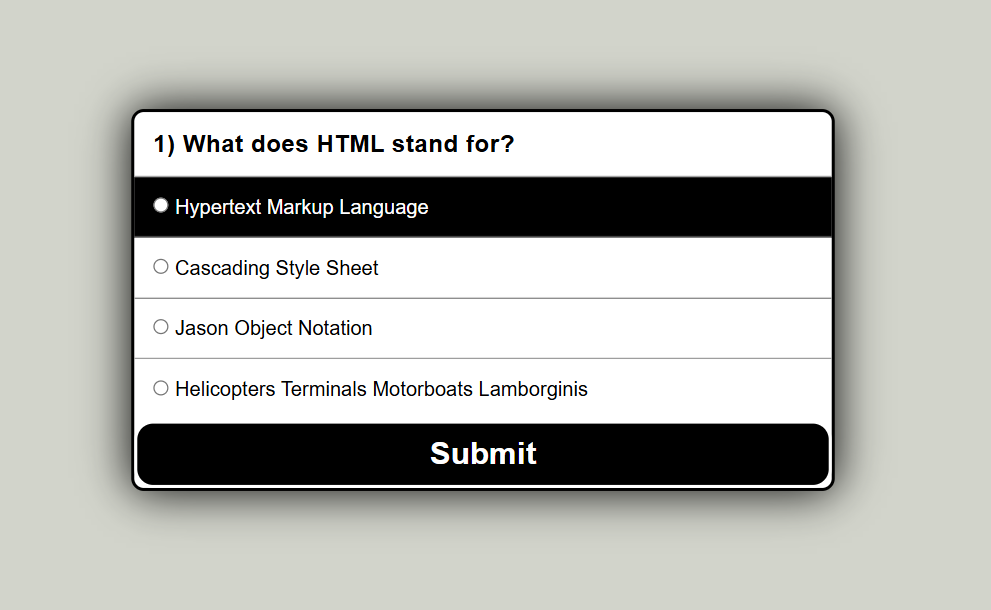 1) What does HTML stand for?
Hypertext Markup Language
Cascading Style Sheet
Jason Object Notation
Helicopters Terminals Motorboats Lamborginis
Submit